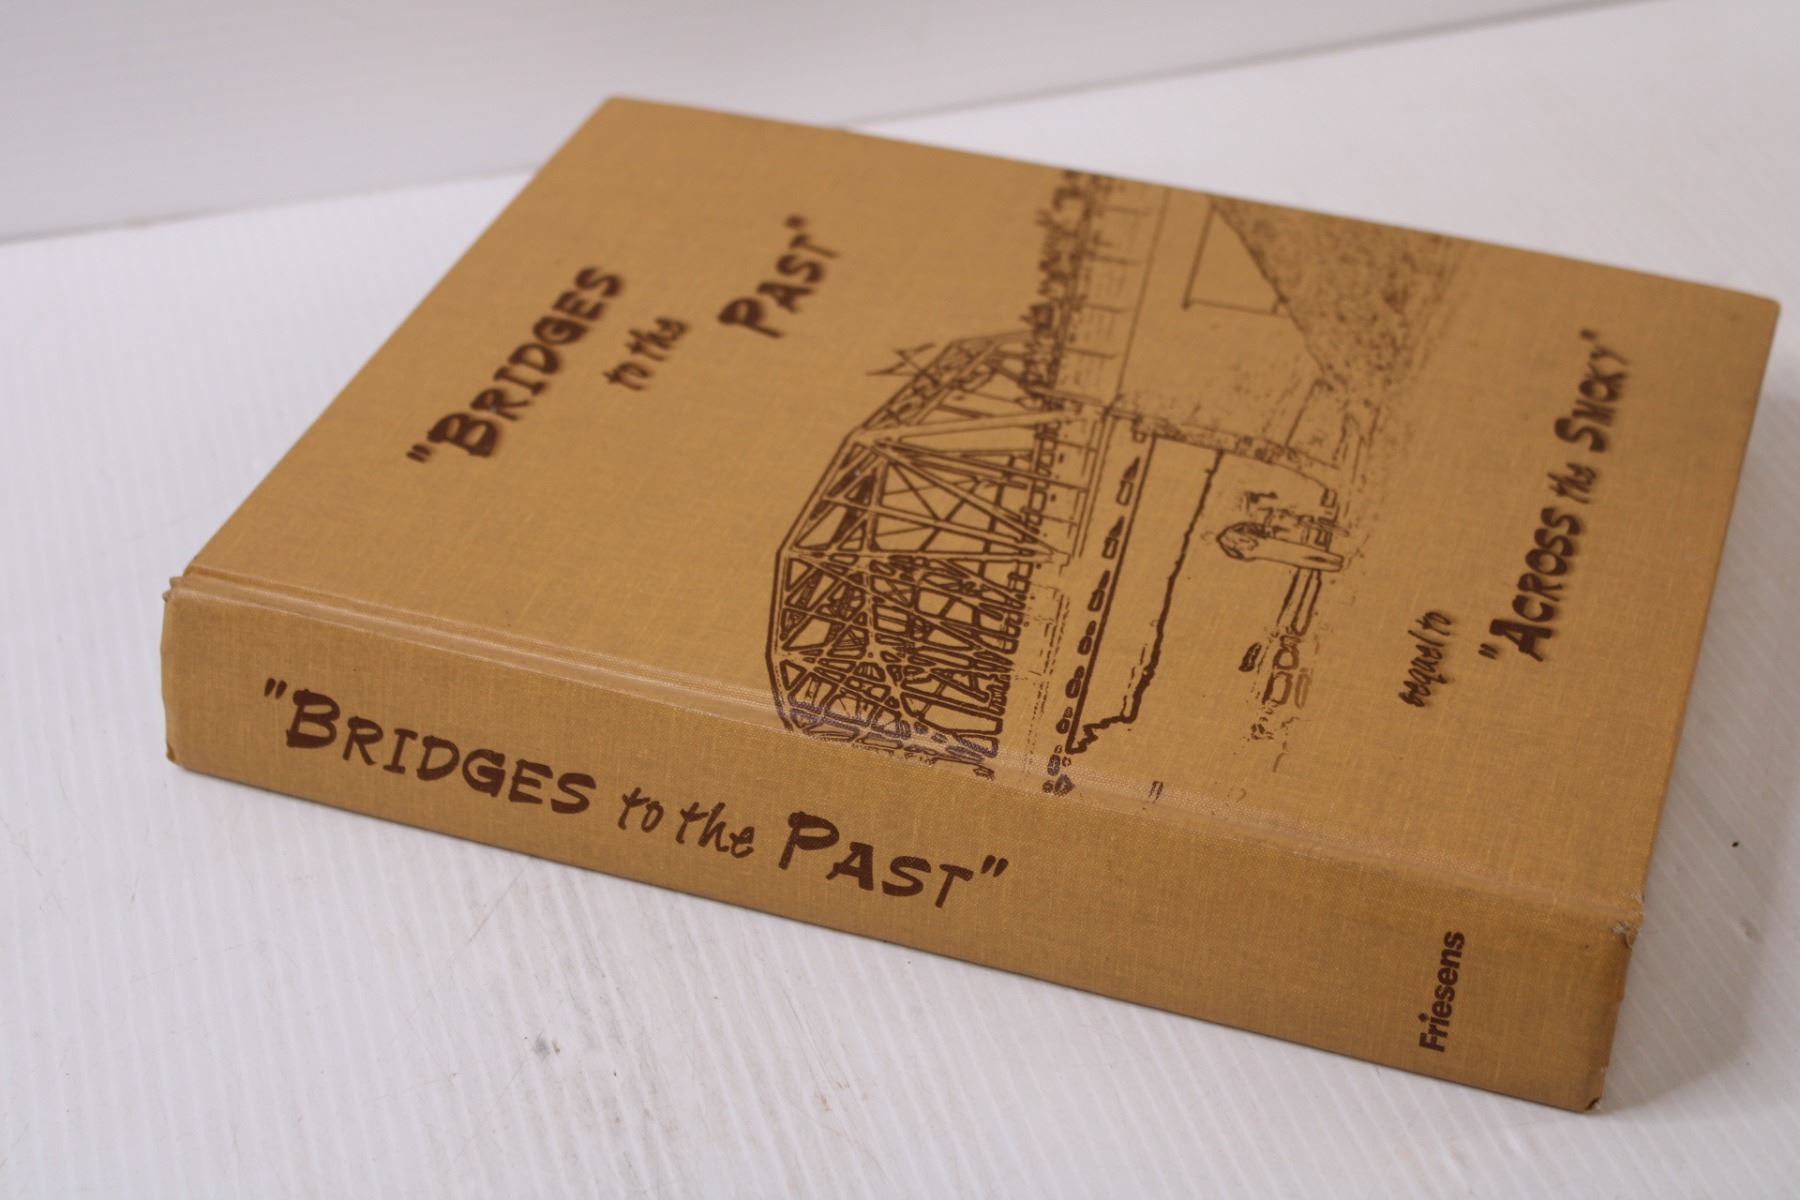 "BRIDGES
to the
PAST"
sequel to
"ACROSS the SMOKY"
"BRIDGES to the PAST"
Friesens